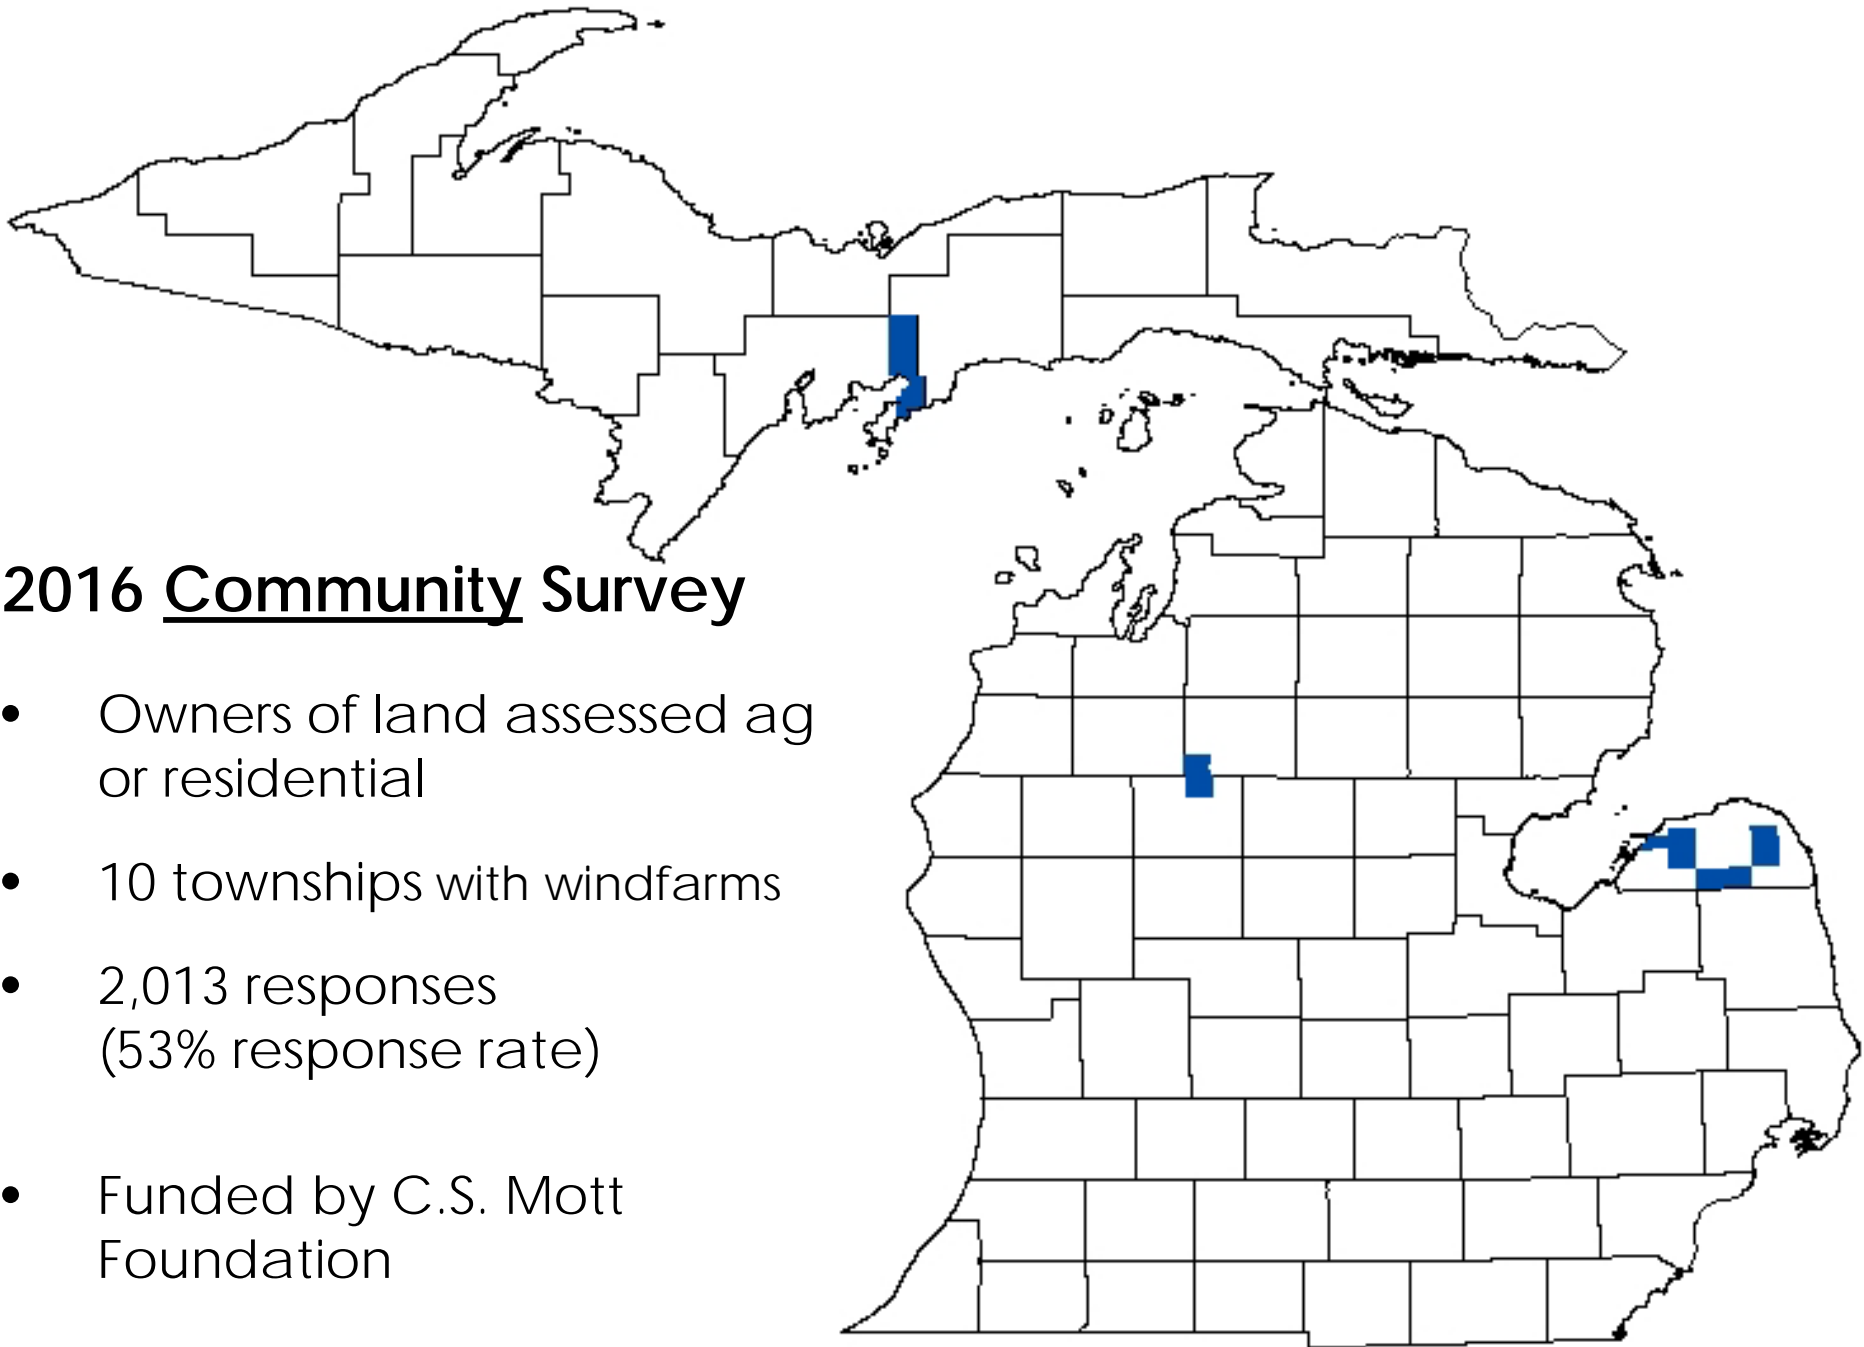 2016 Community Survey
• Owners of land assessed ag
or residential
• 10 townships with windfarms
• 2,013 responses
(53% response rate)
• Funded by C.S. Mott
Foundation